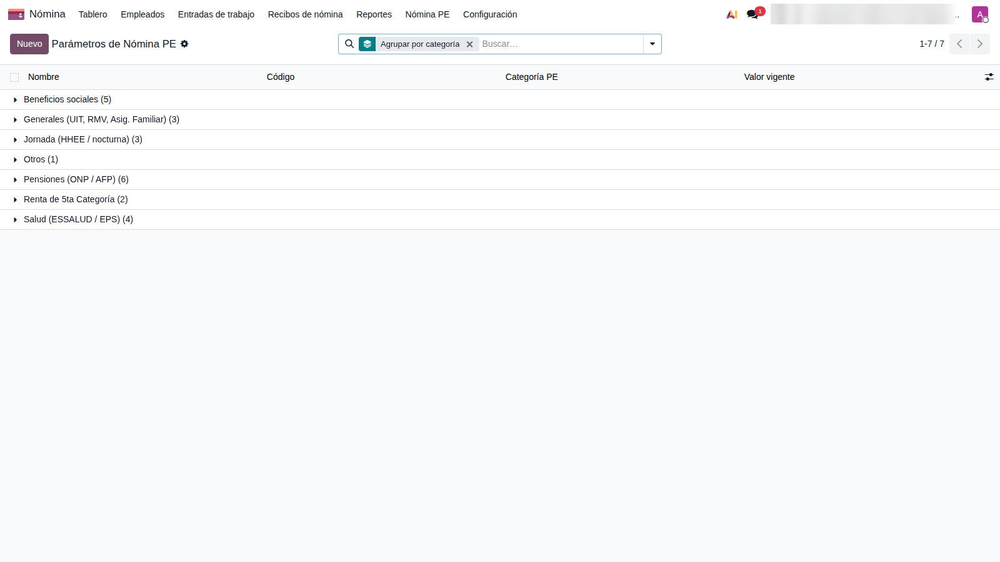 Nómina Tablero Empleados Entradas de trabajo Recibos de nómina Reportes Nómina PE Configuración AI 1 A
Nuevo Parámetros de Nómina PE Agrupar por categoría Buscar... 1-7 / 7
Nombre Código Categoría PE Valor vigente
Beneficios sociales (5)
Generales (UIT, RMV, Asig. Familiar) (3)
Jornada (HHEE / nocturna) (3)
Otros (1)
Pensiones (ONP / AFP) (6)
Renta de 5ta Categoría (2)
Salud (ESSALUD / EPS) (4)